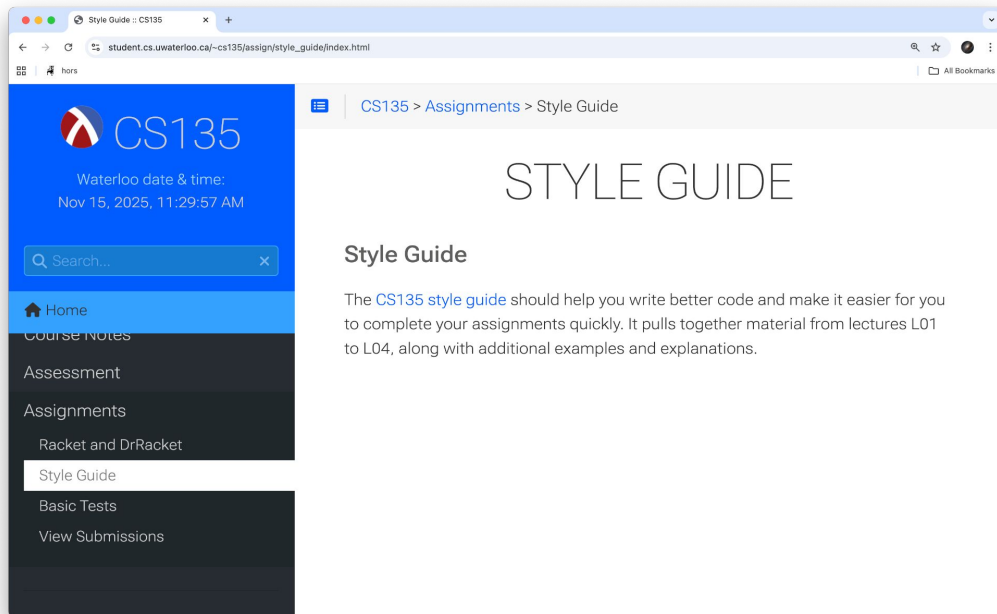 Style Guide :: CS135
student.cs.uwaterloo.ca/~cs135/assign/style_guide/index.html
hors
All Bookmarks
CS135
Waterloo date & time:
Nov 15, 2025, 11:29:57 AM
Search...
Home
Course Notes
Assessment
Assignments
Racket and DrRacket
Style Guide
Basic Tests
View Submissions
CS135 > Assignments > Style Guide
STYLE GUIDE
Style Guide
The CS135 style guide should help you write better code and make it easier for you
to complete your assignments quickly. It pulls together material from lectures L01
to L04, along with additional examples and explanations.